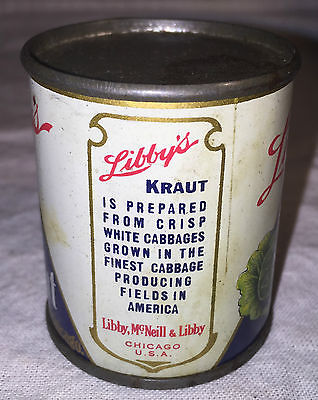 Libby's
KRAUT
IS PREPARED
FROM CRISP
WHITE CABBAGES
GROWN IN THE
FINEST CABBAGE
PRODUCING
FIELDS IN
AMERICA
Libby, McNeill & Libby
CHICAGO
U.S.A.